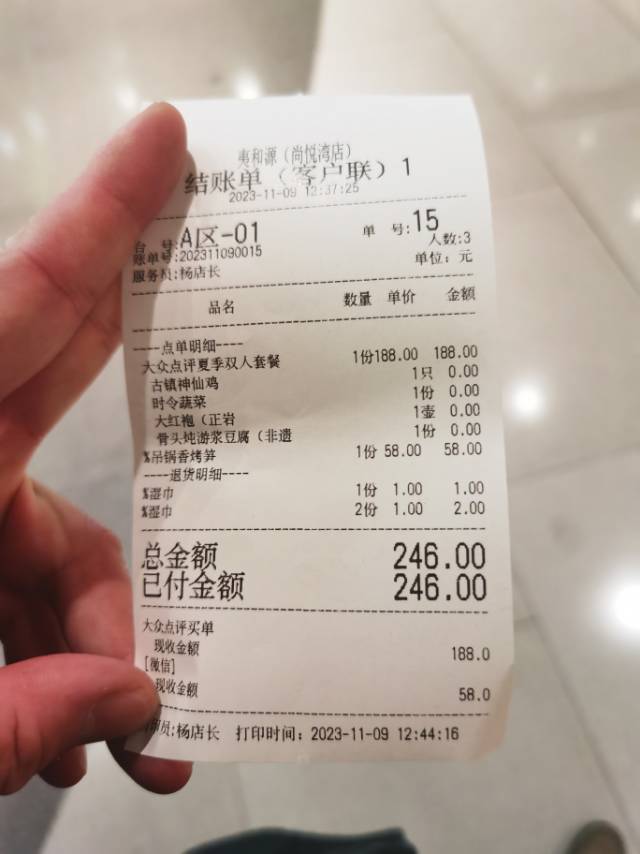 夷和源（尚悦湾店）
结账单（客户联）1
2023-11-09 12:37:25
台 号:A区-01 单 号:15
账单号:202311090015 人数:3
服务员:杨店长 单位: 元
品名 数量 单价 金额
----点单明细----
大众点评夏季双人套餐 1份188.00 188.00
古镇神仙鸡 1只 0.00
时令蔬菜 1份 0.00
大红袍（正岩 1壶 0.00
骨头炖游浆豆腐（非遗 1份 0.00
%吊锅香烤笋 1份 58.00 58.00
----退货明细----
%湿巾 1份 1.00 1.00
%湿巾 2份 1.00 2.00
总金额 246.00
已付金额 246.00
大众点评买单
现收金额 188.0
[微信]
现收金额 58.0
员:杨店长 打印时间: 2023-11-09 12:44:16